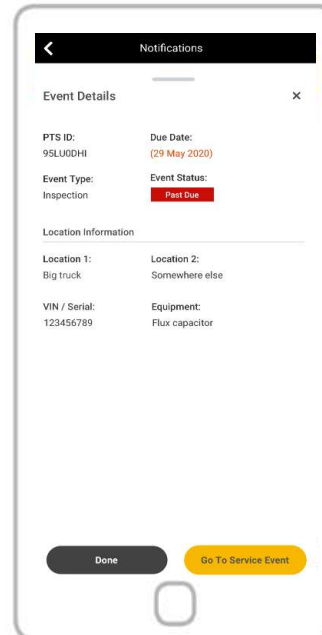 Notifications
Event Details
PTS ID: Due Date:
95LU0DHI (29 May 2020)
Event Type: Event Status:
Inspection Past Due
Location Information
Location 1: Location 2:
Big truck Somewhere else
VIN / Serial: Equipment:
123456789 Flux capacitor
Done Go To Service Event